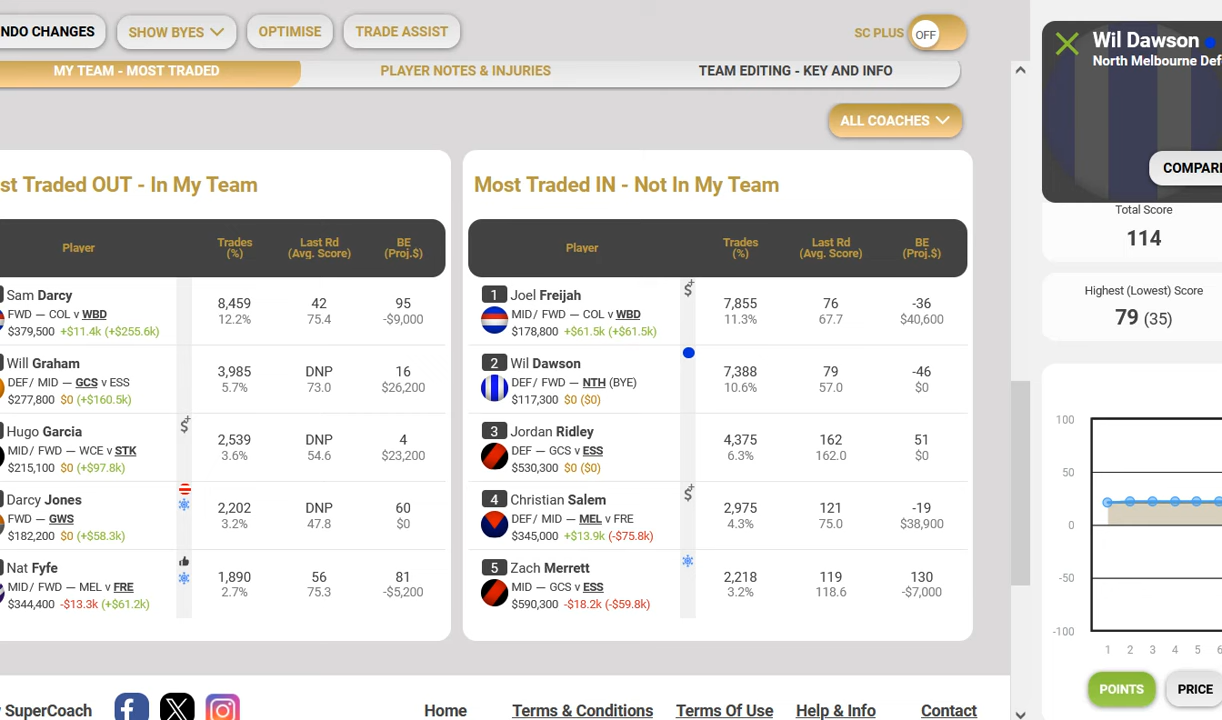 NDO CHANGES
SHOW BYES
OPTIMISE
TRADE ASSIST
SC PLUS OFF
MY TEAM - MOST TRADED
PLAYER NOTES & INJURIES
TEAM EDITING - KEY AND INFO
ALL COACHES
st Traded OUT - In My Team
Player
Trades (%)
Last Rd (Avg. Score)
BE (Proj.$)
Sam Darcy
FWD — COL v WBD
$379,500 +$11.4k (+$255.6k)
8,459 42 95
12.2% 75.4 -$9,000
Will Graham
DEF/ MID — GCS v ESS
$277,800 $0 (+$160.5k)
3,985 DNP 16
5.7% 73.0 $26,200
Hugo Garcia
MID/ FWD — WCE v STK
$215,100 $0 (+$97.8k)
$+
2,539 DNP 4
3.6% 54.6 $23,200
Darcy Jones
FWD — GWS
$182,200 $0 (+$58.3k)
2,202 DNP 60
3.2% 47.8 $0
Nat Fyfe
MID/ FWD — MEL v FRE
$344,400 -$13.3k (+$61.2k)
1,890 56 81
2.7% 75.3 -$5,200
Most Traded IN - Not In My Team
Player
Trades (%)
Last Rd (Avg. Score)
BE (Proj.$)
1 Joel Freijah
MID/ FWD — COL v WBD
$178,800 +$61.5k (+$61.5k)
$+
7,855 76 -36
11.3% 67.7 $40,600
2 Wil Dawson
DEF/ FWD — NTH (BYE)
$117,300 $0 ($0)
7,388 79 -46
10.6% 57.0 $0
3 Jordan Ridley
DEF — GCS v ESS
$530,300 $0 ($0)
4,375 162 51
6.3% 162.0 $0
4 Christian Salem
DEF/ MID — MEL v FRE
$345,000 +$13.9k (-$75.8k)
$+
2,975 121 -19
4.3% 75.0 $38,900
5 Zach Merrett
MID — GCS v ESS
$590,300 -$18.2k (-$59.8k)
2,218 119 130
3.2% 118.6 -$7,000
Wil Dawson
North Melbourne Def
COMPAR
Total Score
114
Highest (Lowest) Score
79 (35)
100
50
0
-50
-100
1 2 3 4 5 6
POINTS
PRICE
SuperCoach
Home
Terms & Conditions
Terms Of Use
Help & Info
Contact